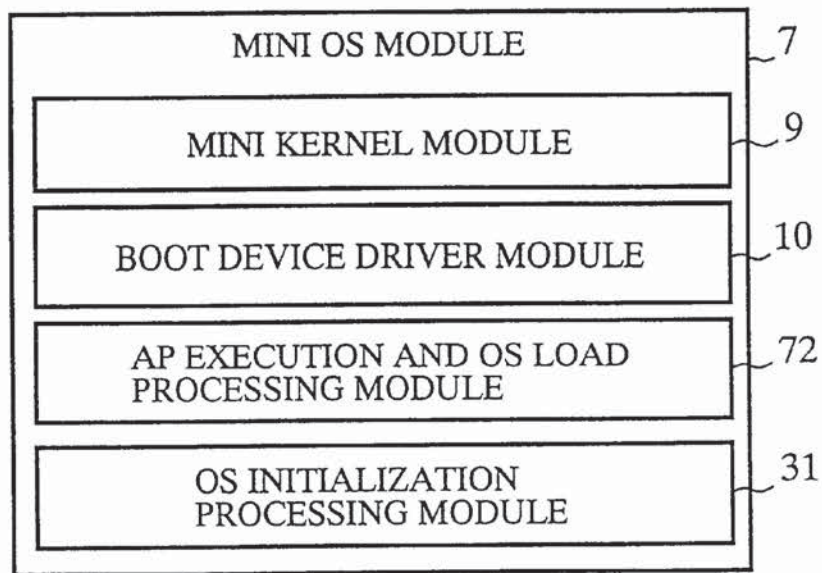 MINI OS MODULE
7
MINI KERNEL MODULE
9
BOOT DEVICE DRIVER MODULE
10
AP EXECUTION AND OS LOAD
PROCESSING MODULE
72
OS INITIALIZATION
PROCESSING MODULE
31